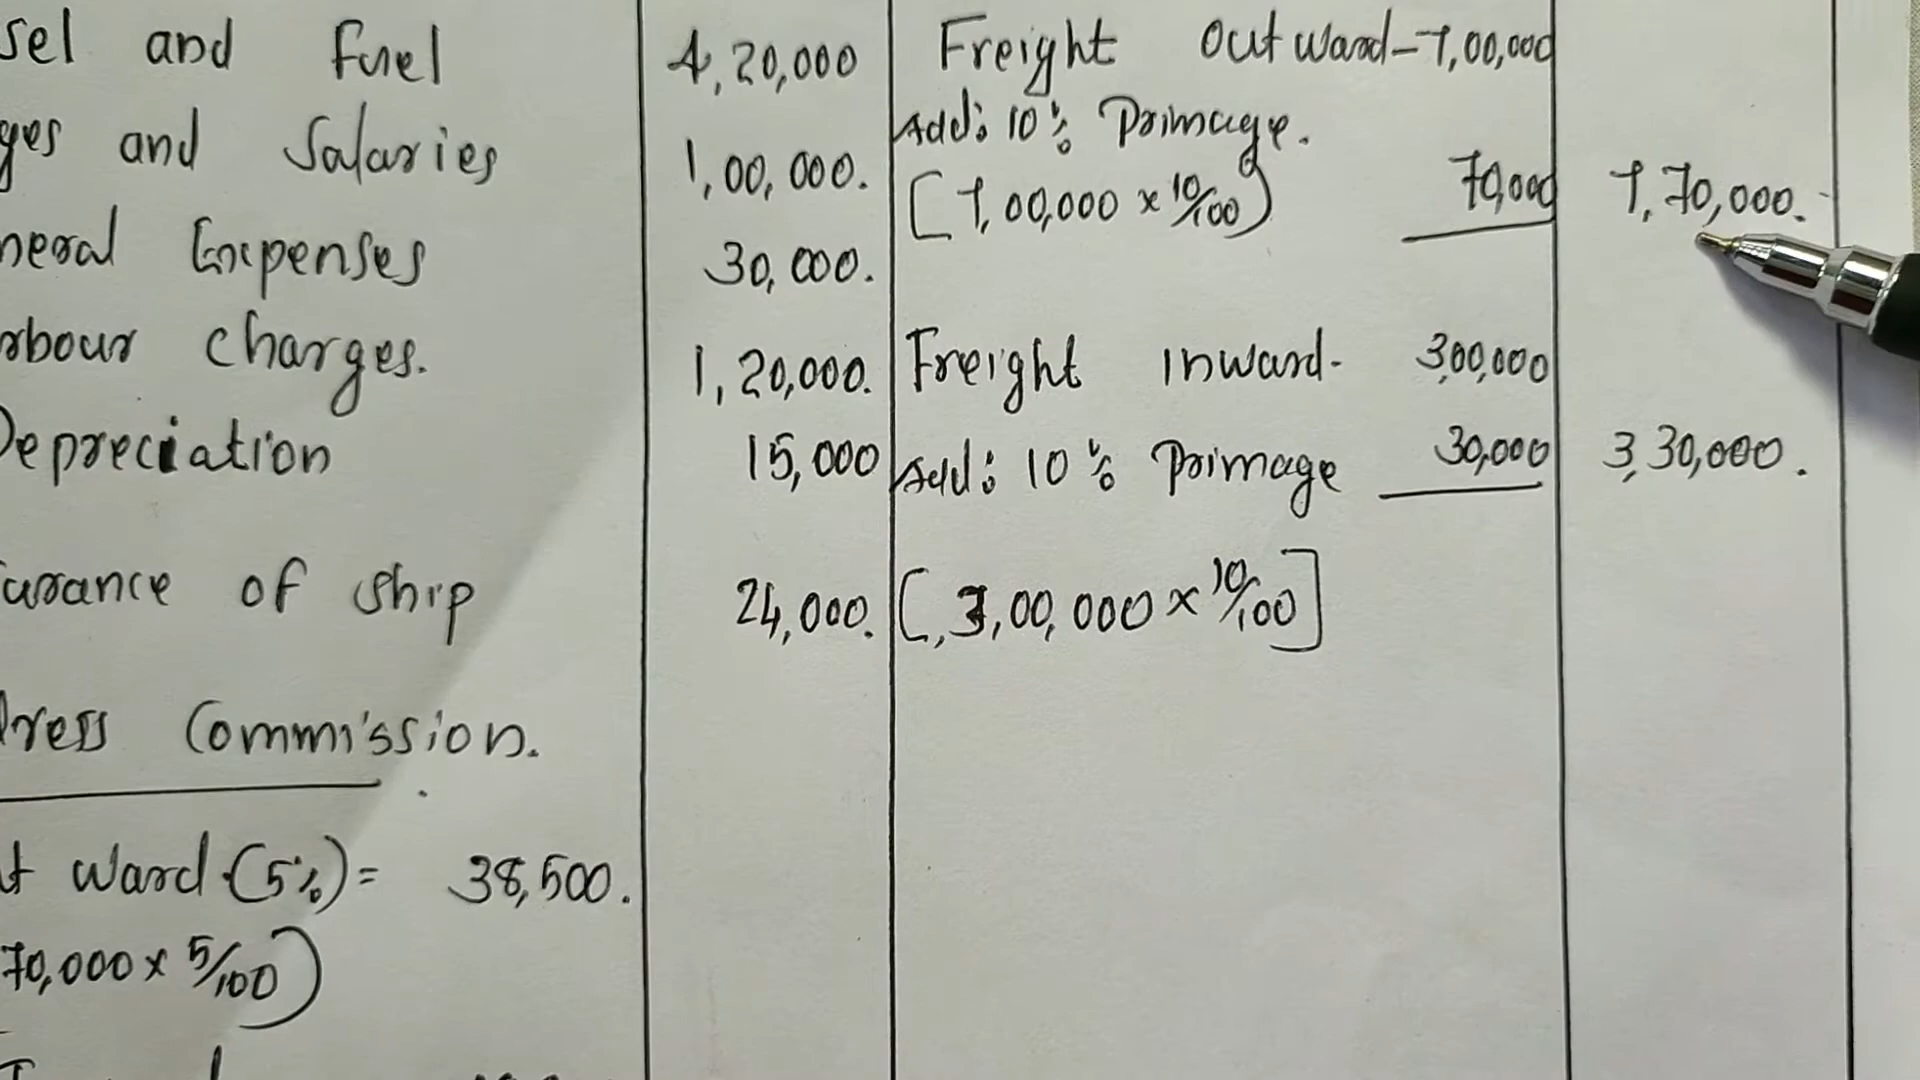 sel and Fuel 4,20,000
ges and Salaries 1,00,000.
neral Expenses 30,000.
rbour charges. 1,20,000.
Depreciation 15,000
urance of ship 24,000.
dress Commission.
t ward (5%) = 38,500.
70,000 x 5/100)
Freight outward - 7,00,000
Add: 10% Primage.
[7,00,000 x 10/100) 70,000 7,70,000.
Freight inward - 3,00,000
Add: 10% Primage 30,000 3,30,000.
[3,00,000 x 10/100]